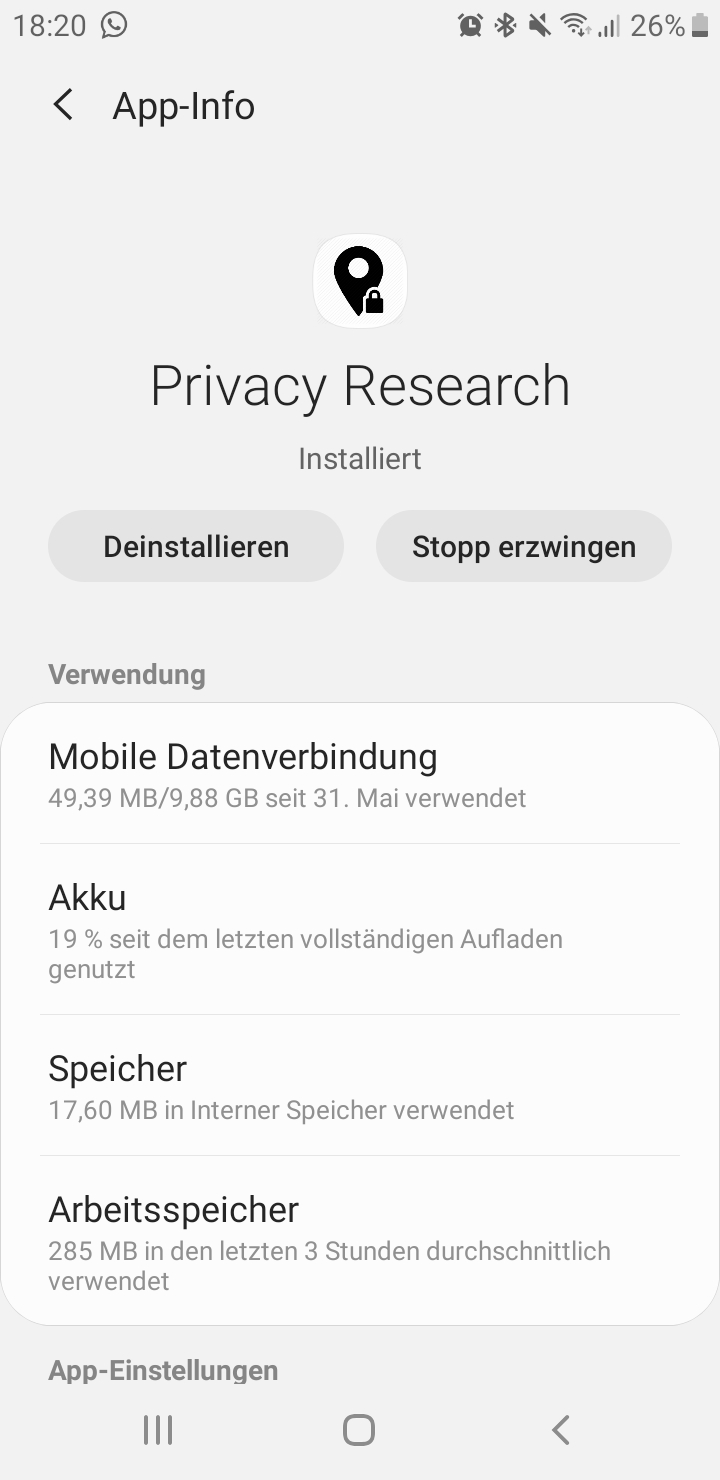 18:20 26%
App-Info
Privacy Research
Installiert
Deinstallieren Stopp erzwingen
Verwendung
Mobile Datenverbindung
49,39 MB/9,88 GB seit 31. Mai verwendet
Akku
19 % seit dem letzten vollständigen Aufladen
genutzt
Speicher
17,60 MB in Interner Speicher verwendet
Arbeitsspeicher
285 MB in den letzten 3 Stunden durchschnittlich
verwendet
App-Einstellungen